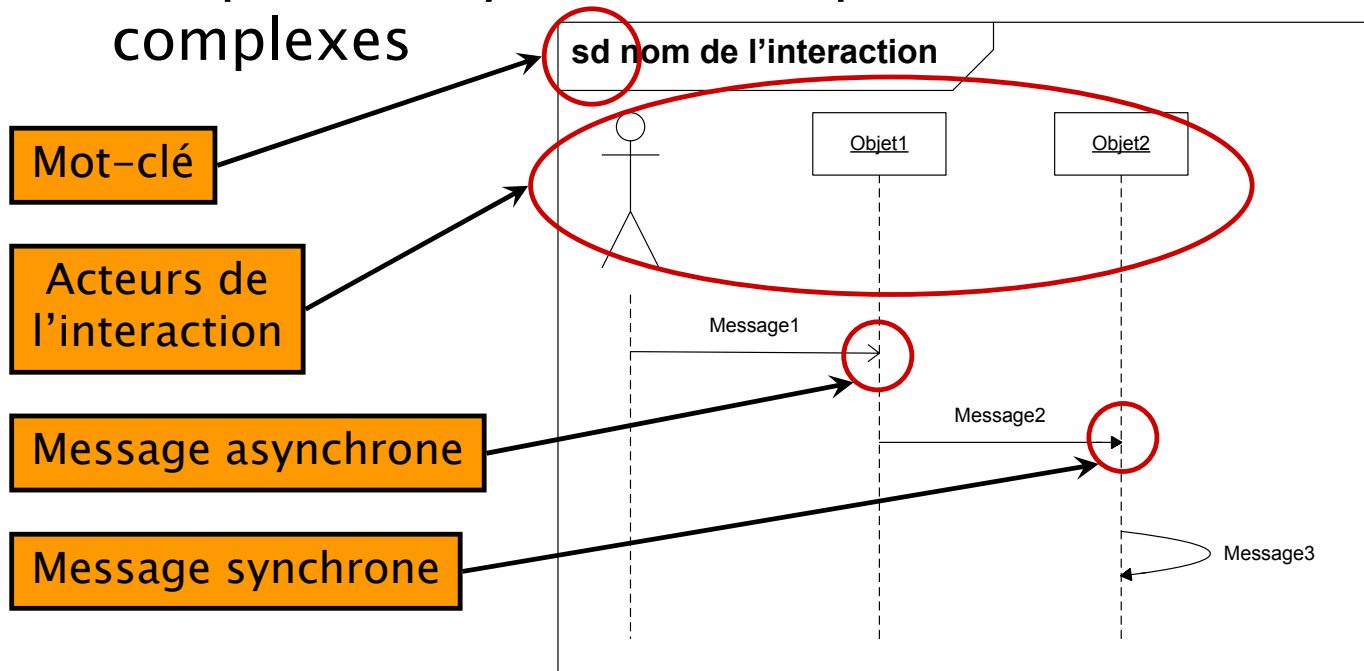 complexes
sd nom de l’interaction
Mot-clé
Objet1
Objet2
Acteurs de
l’interaction
Message1
Message2
Message asynchrone
Message synchrone
Message3